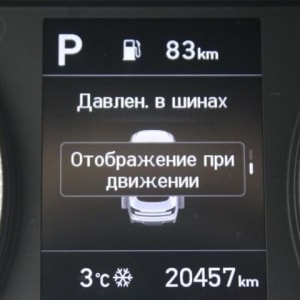 P 83km
Давлен. в шинах
Отображение при
движении
3°C 20457km